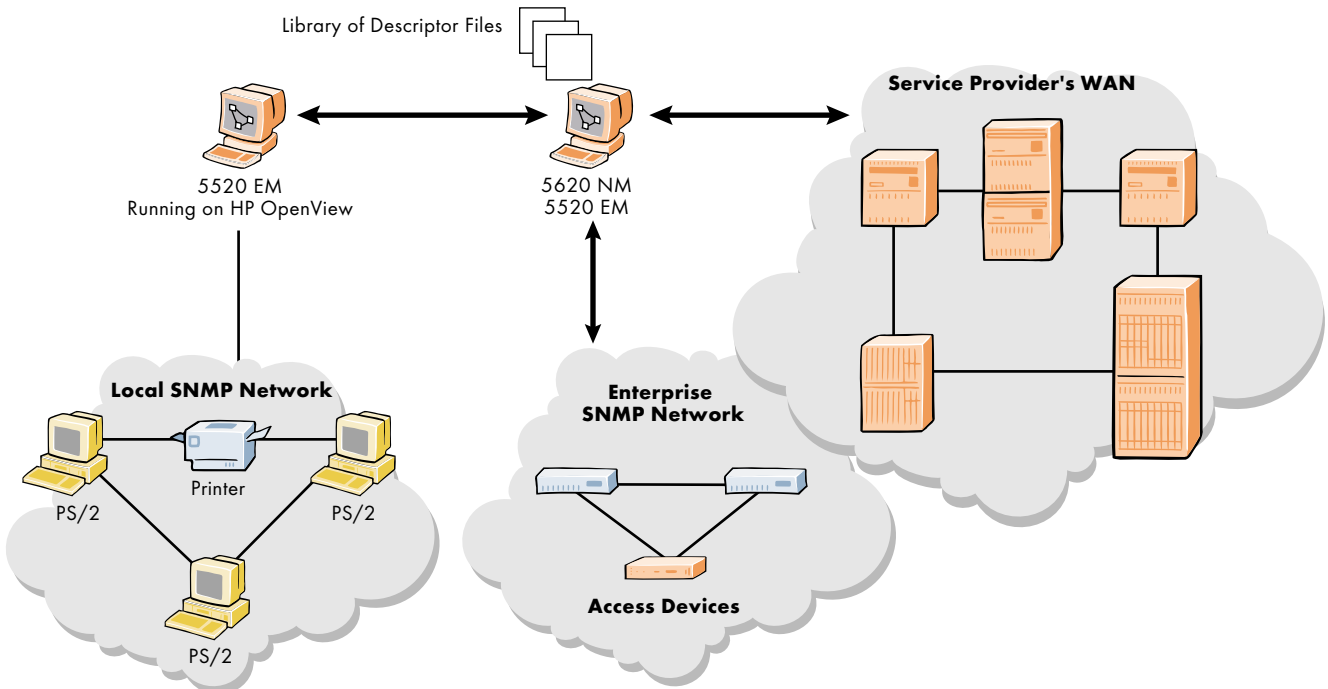 Library of Descriptor Files
Service Provider's WAN
5520 EM
Running on HP OpenView
5620 NM
5520 EM
Local SNMP Network
Printer
PS/2
PS/2
PS/2
Enterprise
SNMP Network
Access Devices